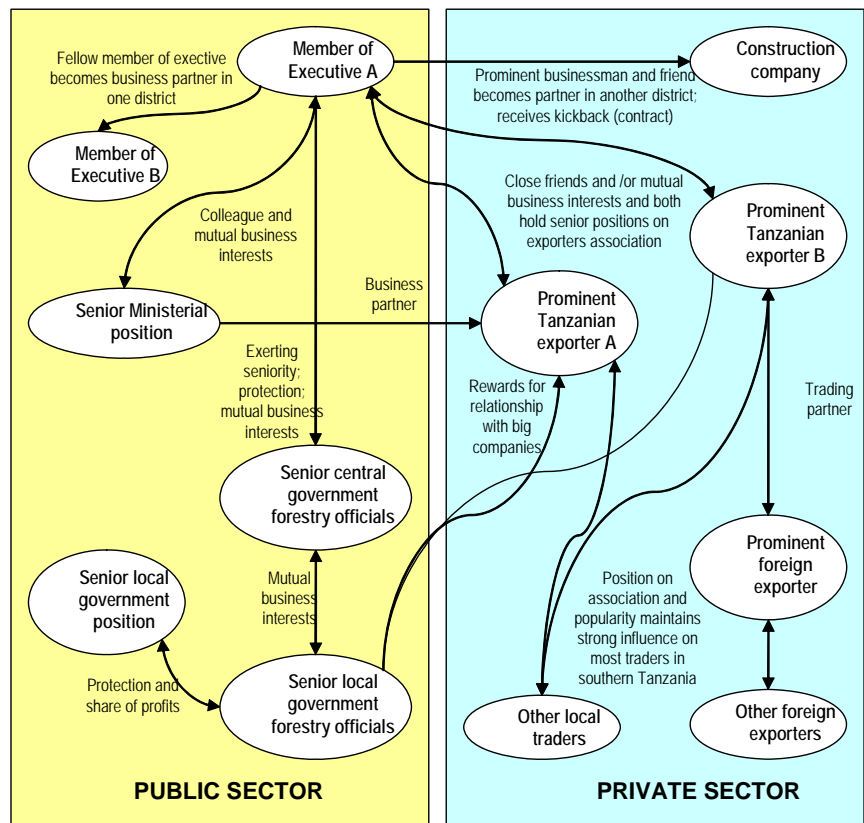 Fellow member of exective
becomes business partner in
one district
Member of
Executive A
Construction
company
Prominent businessman and friend
becomes partner in another district;
receives kickback (contract)
Member of
Executive B
Colleague and
mutual business
interests
Close friends and /or mutual
business interests and both
hold senior positions on
exporters association
Prominent
Tanzanian
exporter B
Senior Ministerial
position
Business
partner
Prominent
Tanzanian
exporter A
Exerting
seniority;
protection;
mutual business
interests
Rewards for
relationship
with big
companies
Trading
partner
Senior central
government
forestry officials
Senior local
government
position
Mutual
business
interests
Prominent
foreign
exporter
Position on
association and
popularity maintains
strong influence on
most traders in
southern Tanzania
Protection and
share of profits
Senior local
government
forestry officials
Other local
traders
Other foreign
exporters
PUBLIC SECTOR
PRIVATE SECTOR